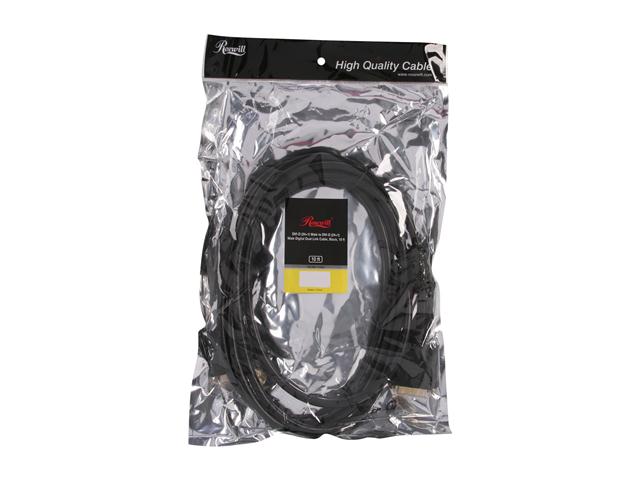 Rosewill
High Quality Cable
www.rosewill.com
Rosewill
DVI-D (24+1) Male to DVI-D (24+1)
Male Digital Dual Link Cable, Black, 10 ft
10 ft